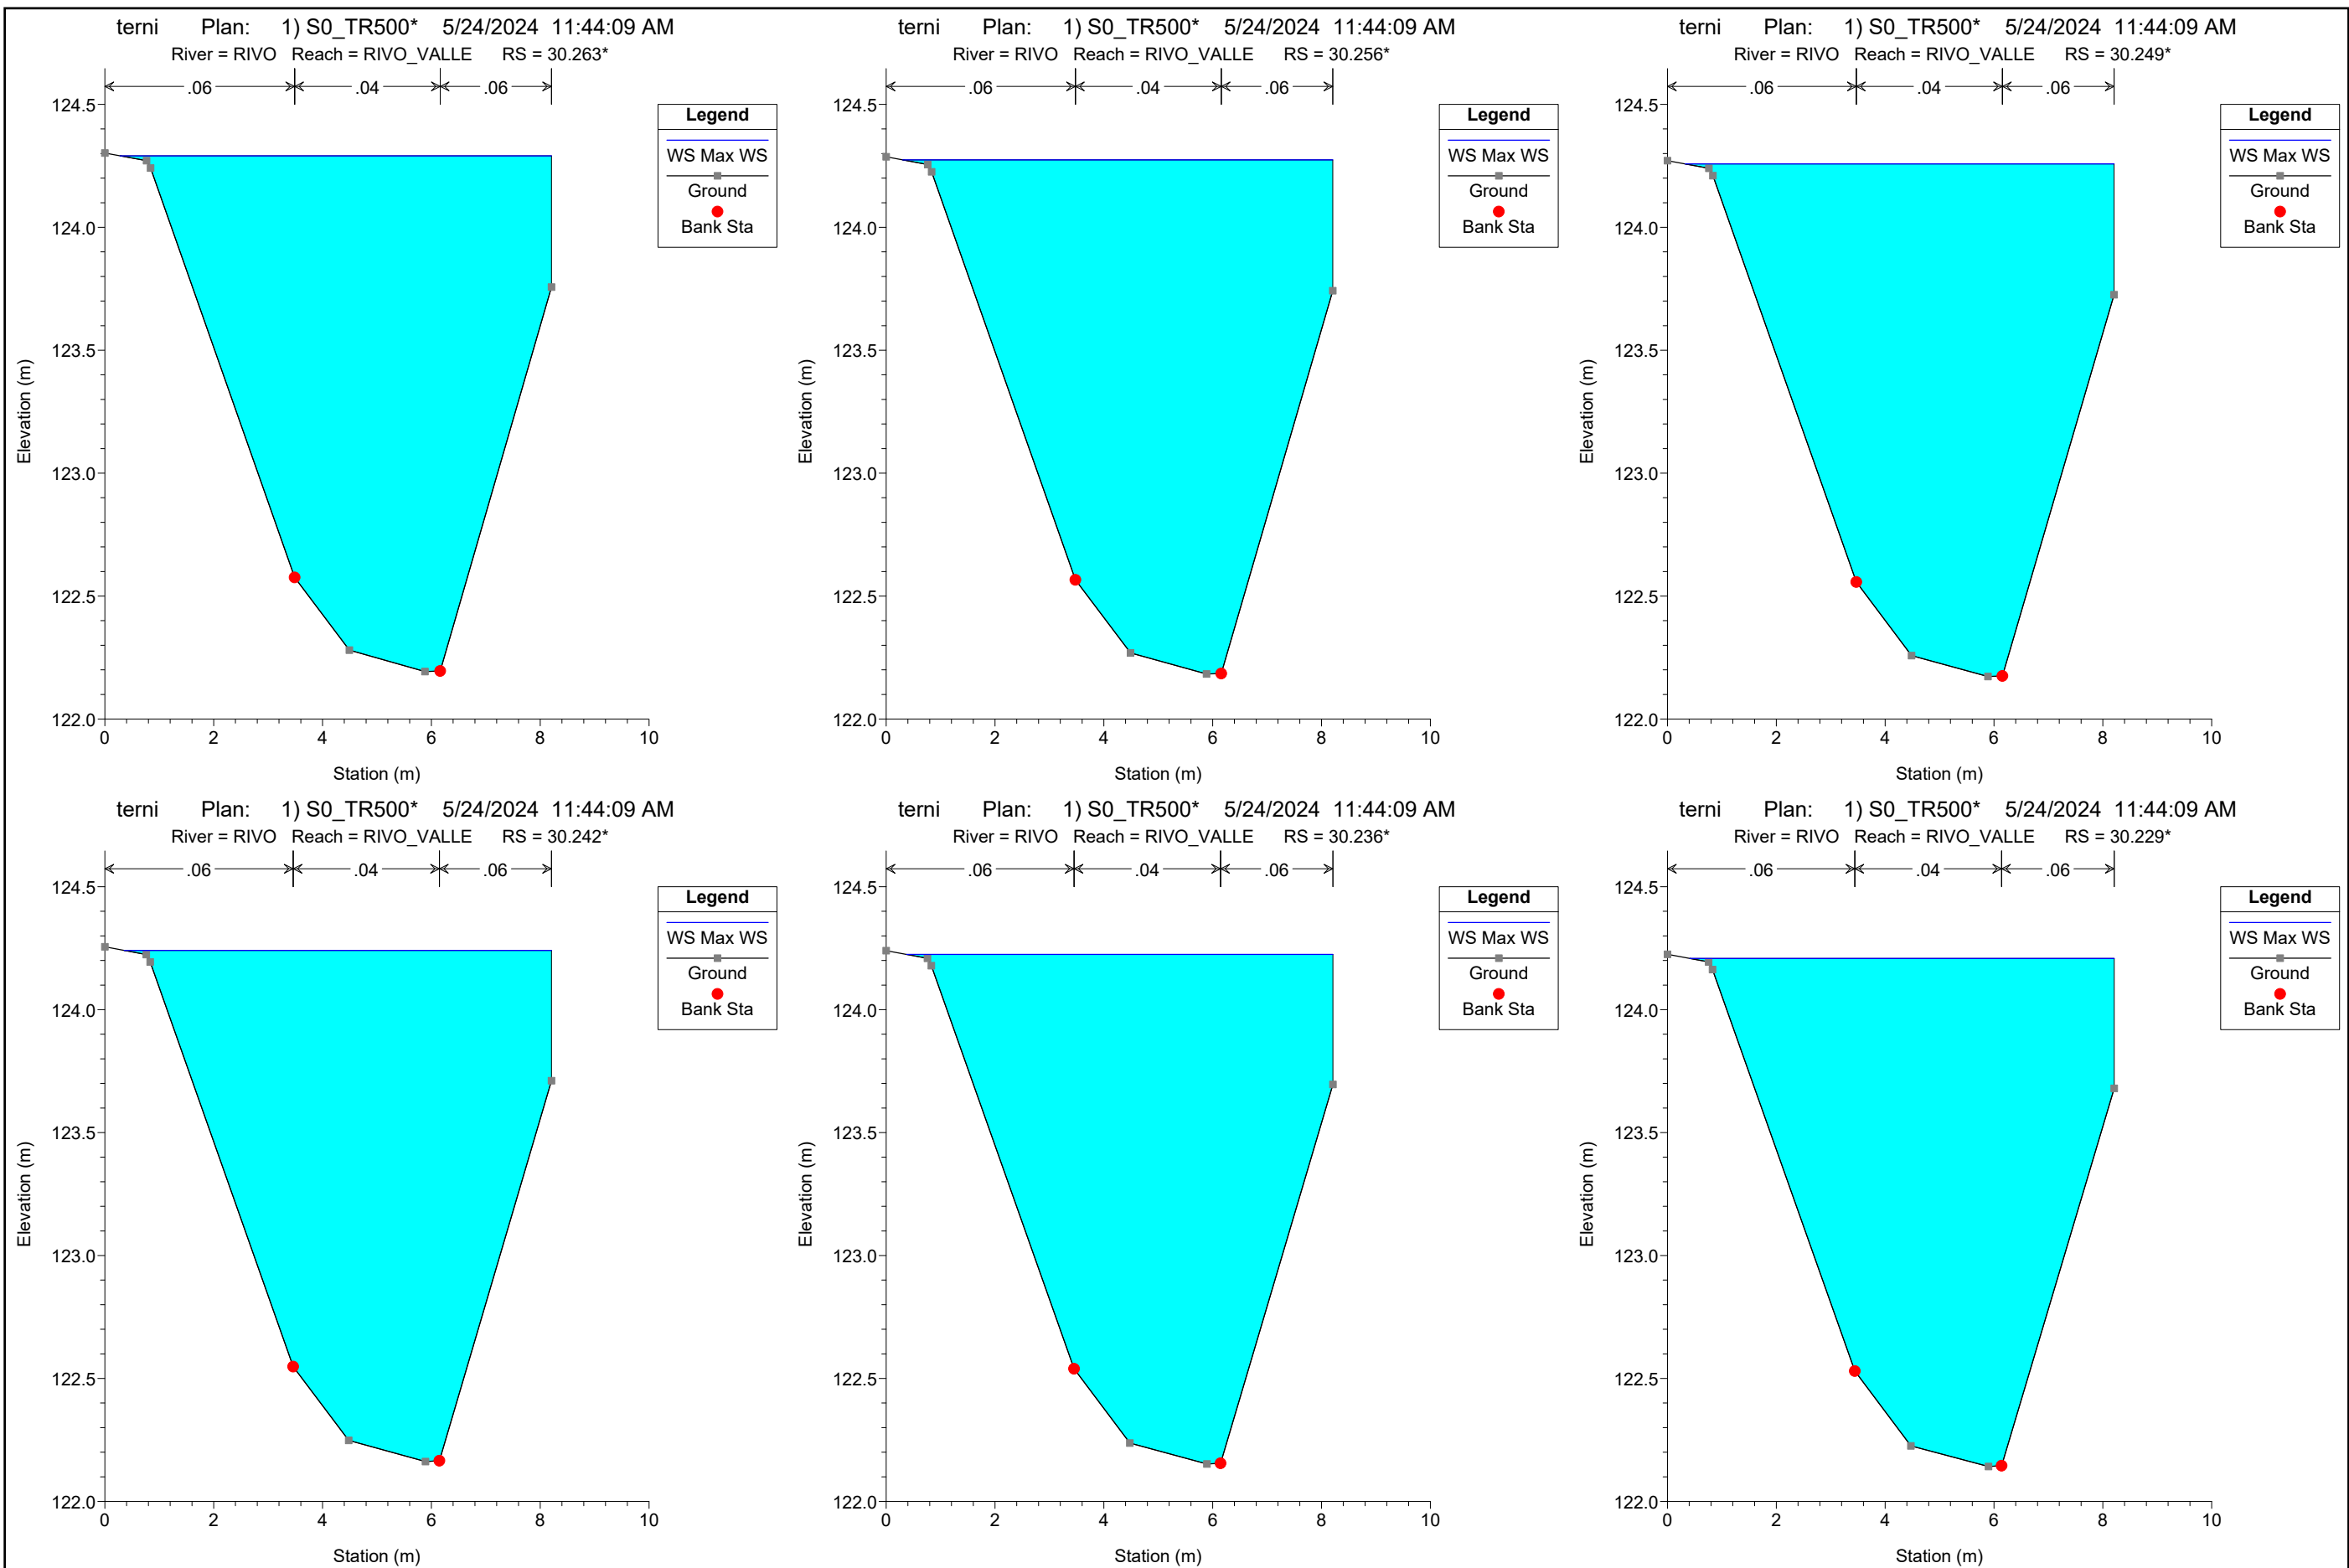 terni Plan: 1) S0_TR500* 5/24/2024 11:44:09 AM
River = RIVO Reach = RIVO_VALLE RS = 30.263*
.06 .04 .06
124.5
124.0
123.5
123.0
122.5
122.0
Elevation (m)
0 2 4 6 8 10
Station (m)
Legend
WS Max WS
Ground
Bank Sta
terni Plan: 1) S0_TR500* 5/24/2024 11:44:09 AM
River = RIVO Reach = RIVO_VALLE RS = 30.256*
.06 .04 .06
124.5
124.0
123.5
123.0
122.5
122.0
Elevation (m)
0 2 4 6 8 10
Station (m)
Legend
WS Max WS
Ground
Bank Sta
terni Plan: 1) S0_TR500* 5/24/2024 11:44:09 AM
River = RIVO Reach = RIVO_VALLE RS = 30.249*
.06 .04 .06
124.5
124.0
123.5
123.0
122.5
122.0
Elevation (m)
0 2 4 6 8 10
Station (m)
Legend
WS Max WS
Ground
Bank Sta
terni Plan: 1) S0_TR500* 5/24/2024 11:44:09 AM
River = RIVO Reach = RIVO_VALLE RS = 30.242*
.06 .04 .06
124.5
124.0
123.5
123.0
122.5
122.0
Elevation (m)
0 2 4 6 8 10
Station (m)
Legend
WS Max WS
Ground
Bank Sta
terni Plan: 1) S0_TR500* 5/24/2024 11:44:09 AM
River = RIVO Reach = RIVO_VALLE RS = 30.236*
.06 .04 .06
124.5
124.0
123.5
123.0
122.5
122.0
Elevation (m)
0 2 4 6 8 10
Station (m)
Legend
WS Max WS
Ground
Bank Sta
terni Plan: 1) S0_TR500* 5/24/2024 11:44:09 AM
River = RIVO Reach = RIVO_VALLE RS = 30.229*
.06 .04 .06
124.5
124.0
123.5
123.0
122.5
122.0
Elevation (m)
0 2 4 6 8 10
Station (m)
Legend
WS Max WS
Ground
Bank Sta